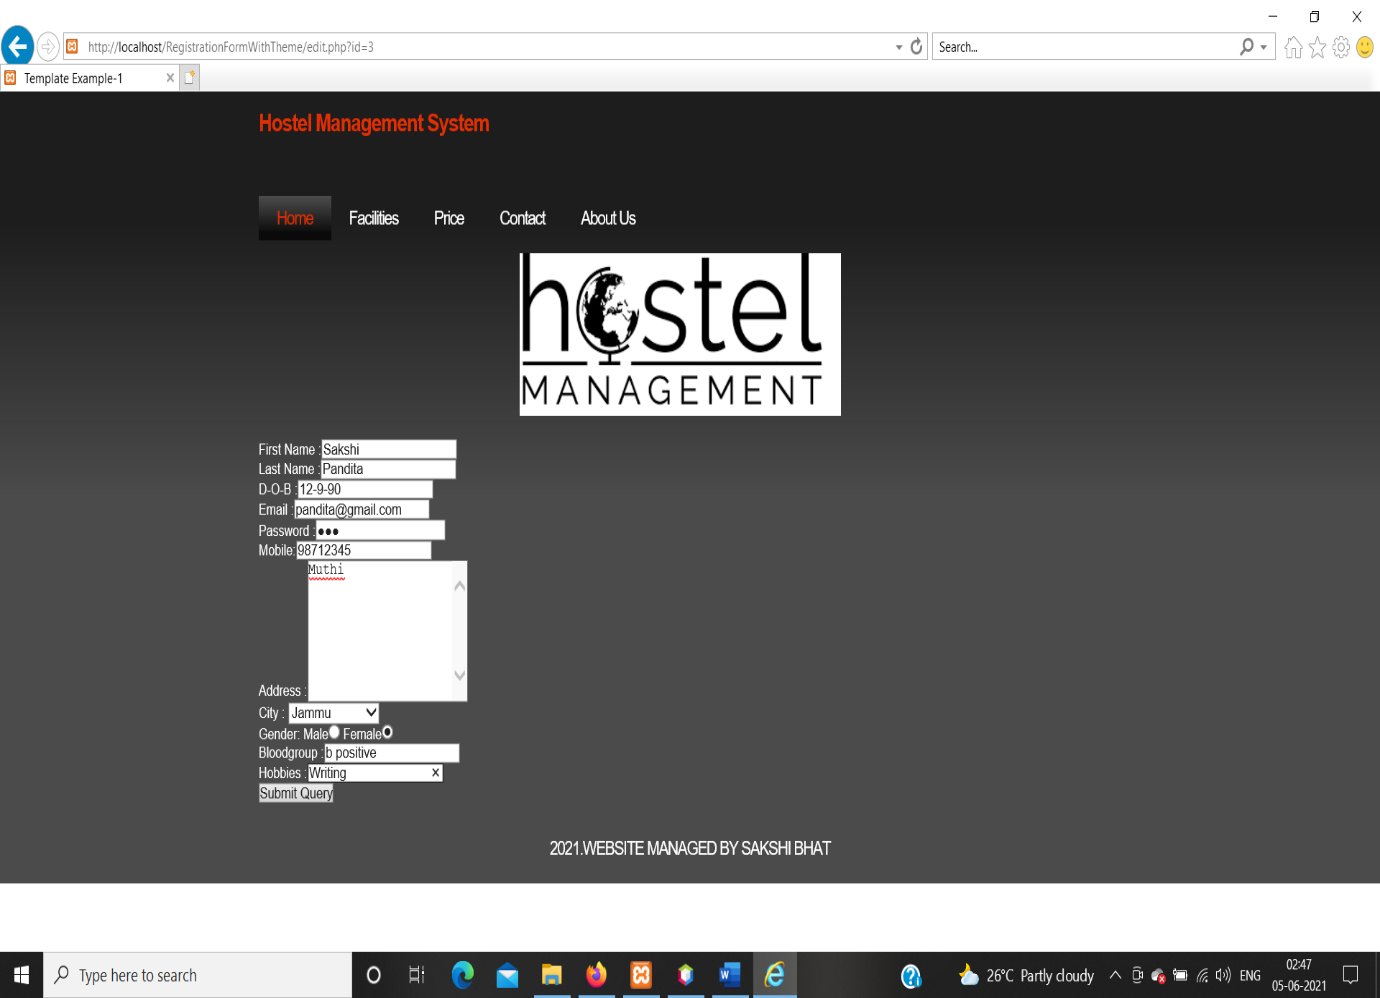 http://localhost/RegistrationFormWithTheme/edit.php?id=3
Search...
Template Example-1
Hostel Management System
Home Facilities Price Contact About Us
hostel
MANAGEMENT
First Name : Sakshi
Last Name : Pandita
D-O-B : 12-9-90
Email : pandita@gmail.com
Password : •••
Mobile: 98712345
Muthi
Address :
City : Jammu
Gender: Male Female
Bloodgroup : b positive
Hobbies : Writing
Submit Query
2021.WEBSITE MANAGED BY SAKSHI BHAT
Type here to search
26°C Partly cloudy
ENG
02:47
05-06-2021